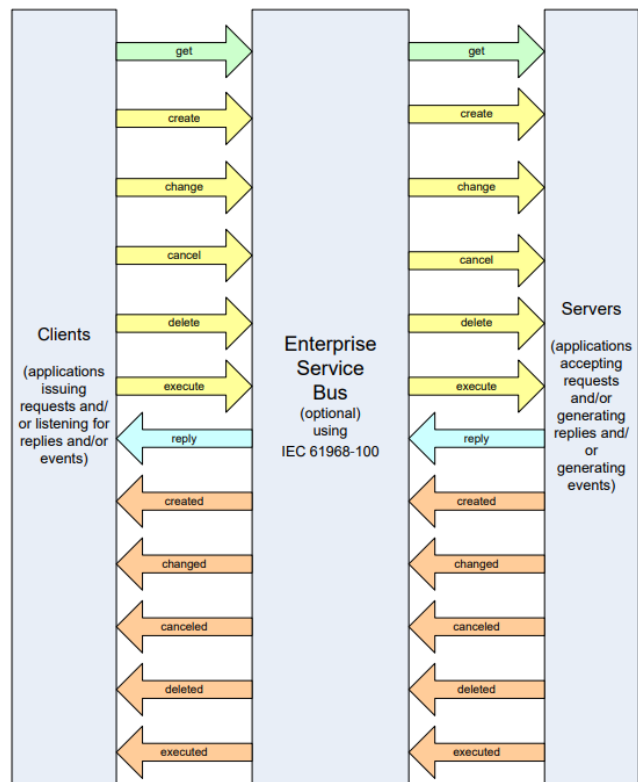 Clients
(applications
issuing
requests and/
or listening for
replies and/or
events)
get
create
change
cancel
delete
execute
reply
created
changed
canceled
deleted
executed
Enterprise
Service
Bus
(optional)
using
IEC 61968-100
get
create
change
cancel
delete
execute
reply
created
changed
canceled
deleted
executed
Servers
(applications
accepting
requests
and/or
generating
replies and/
or
generating
events)